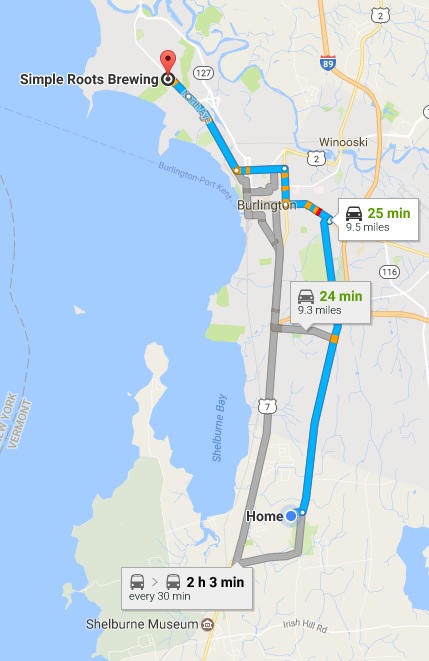 2
89
Simple Roots Brewing
127
North Ave
Winooski
2
Burlington-Port Kent
Burlington
25 min
9.5 miles
116
24 min
9.3 miles
NEW YORK
VERMONT
Shelburne Bay
7
Home
2 h 3 min
every 30 min
Shelburne Museum
Irish Hill Rd